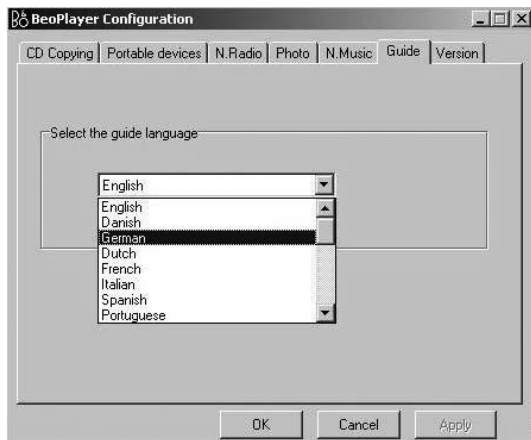 BeoPlayer Configuration
CD Copying Portable devices N.Radio Photo N.Music Guide Version
Select the guide language
English
English
Danish
German
Dutch
French
Italian
Spanish
Portuguese
OK Cancel Apply